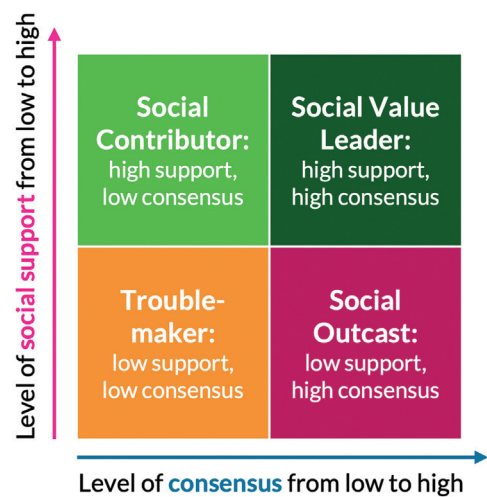 Level of social support from low to high
Social
Contributor:
high support,
low consensus
Social Value
Leader:
high support,
high consensus
Trouble-
maker:
low support,
low consensus
Social
Outcast:
low support,
high consensus
Level of consensus from low to high